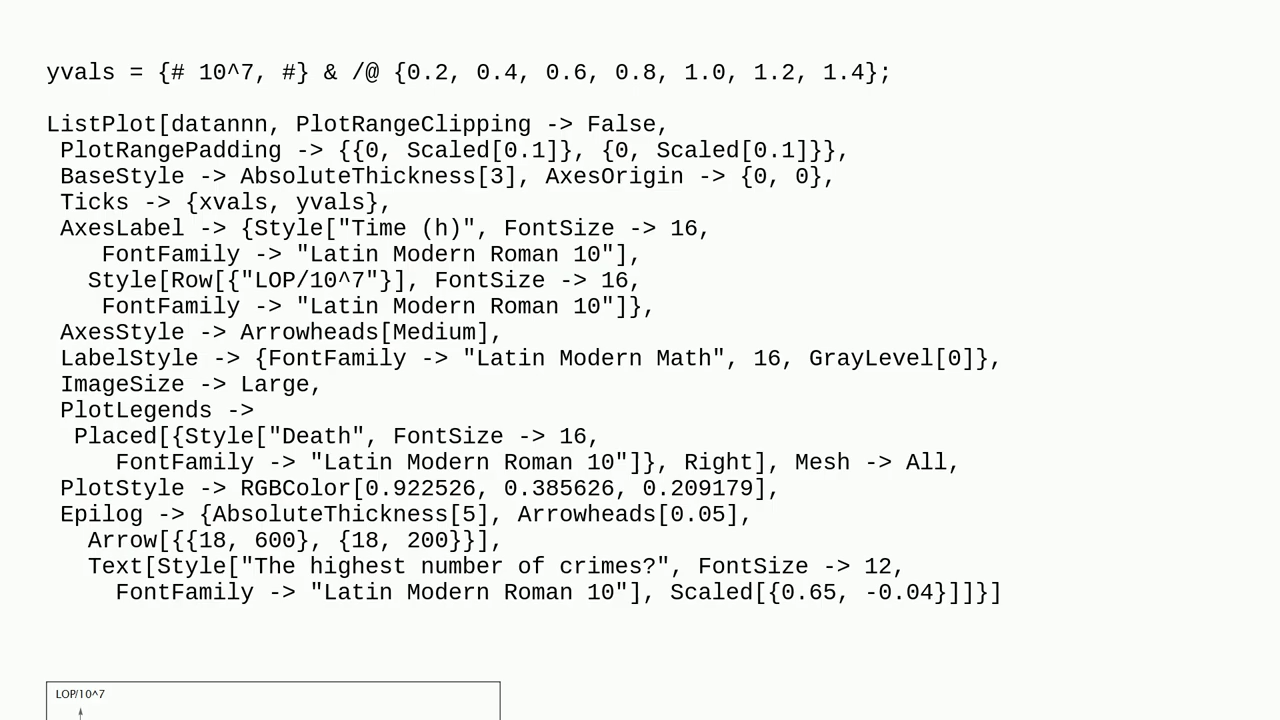 yvals = {# 10^7, #} & /@ {0.2, 0.4, 0.6, 0.8, 1.0, 1.2, 1.4};
ListPlot[datannn, PlotRangeClipping -> False,
PlotRangePadding -> {{0, Scaled[0.1]}, {0, Scaled[0.1]}},
BaseStyle -> AbsoluteThickness[3], AxesOrigin -> {0, 0},
Ticks -> {xvals, yvals},
AxesLabel -> {Style["Time (h)", FontSize -> 16,
FontFamily -> "Latin Modern Roman 10"],
Style[Row[{"LOP/10^7"}], FontSize -> 16,
FontFamily -> "Latin Modern Roman 10"]},
AxesStyle -> Arrowheads[Medium],
LabelStyle -> {FontFamily -> "Latin Modern Math", 16, GrayLevel[0]},
ImageSize -> Large,
PlotLegends ->
Placed[{Style["Death", FontSize -> 16,
FontFamily -> "Latin Modern Roman 10"]}, Right], Mesh -> All,
PlotStyle -> RGBColor[0.922526, 0.385626, 0.209179],
Epilog -> {AbsoluteThickness[5], Arrowheads[0.05],
Arrow[{{18, 600}, {18, 200}}],
Text[Style["The highest number of crimes?", FontSize -> 12,
FontFamily -> "Latin Modern Roman 10"], Scaled[{0.65, -0.04}]]}]
LOP/10^7